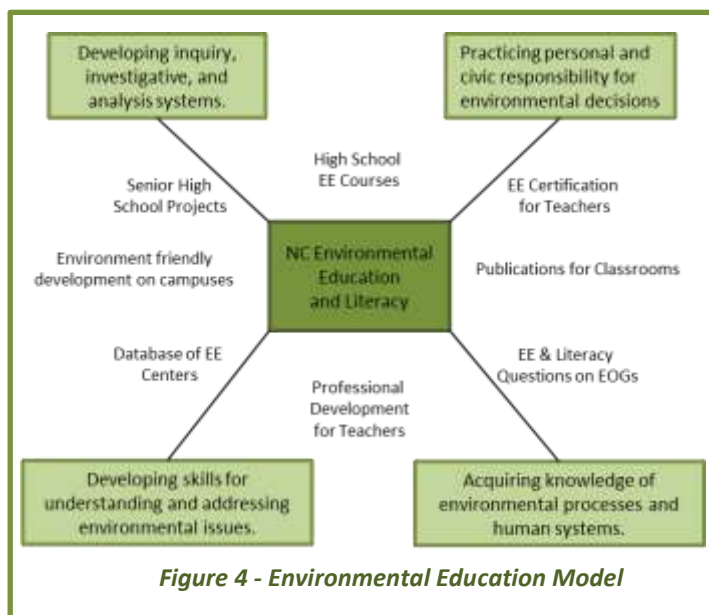 Developing inquiry,
investigative, and
analysis systems.
Practicing personal and
civic responsibility for
environmental decisions
High School
EE Courses
Senior High
School Projects
EE Certification
for Teachers
Environment friendly
development on campuses
NC Environmental
Education
and Literacy
Publications for Classrooms
Database of EE
Centers
Professional
Development
for Teachers
EE & Literacy
Questions on EOGs
Developing skills for
understanding and addressing
environmental issues.
Acquiring knowledge of
environmental processes and
human systems.
Figure 4 - Environmental Education Model